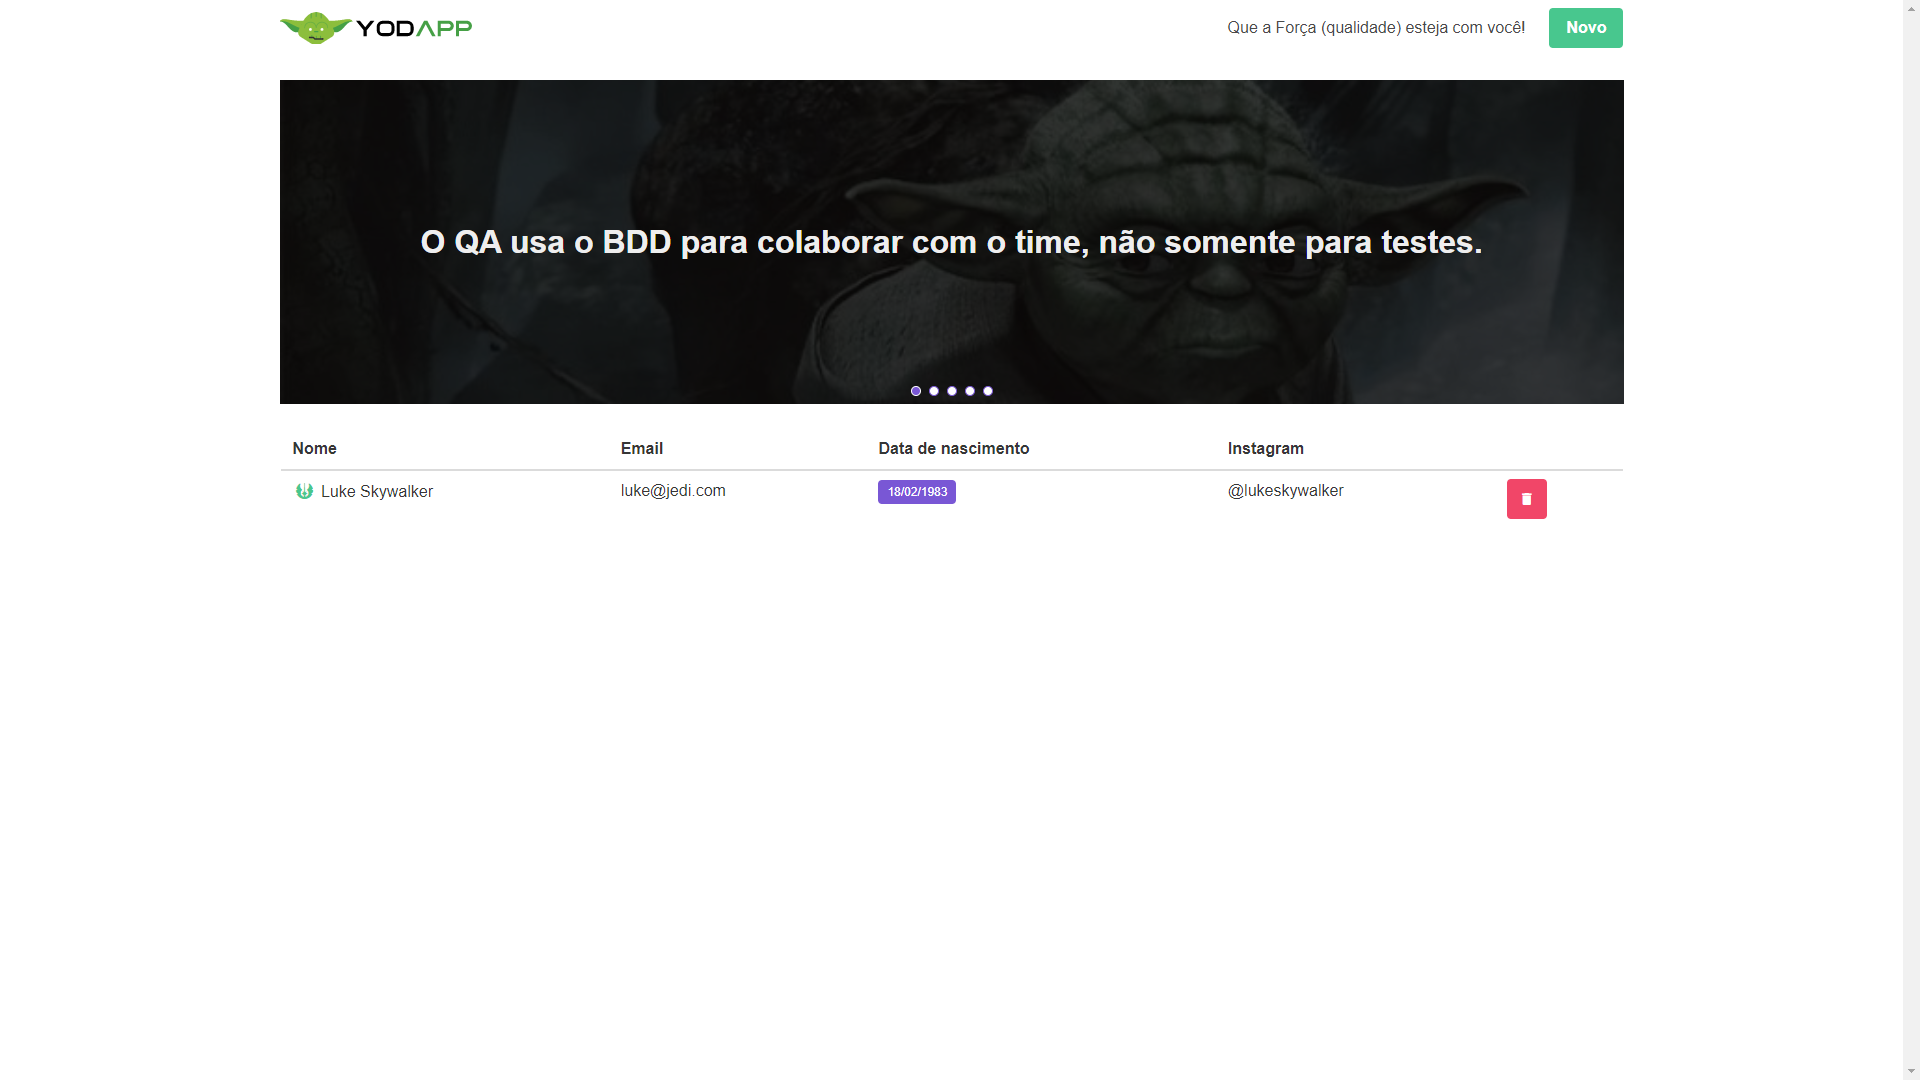 YODAPP
Que a Força (qualidade) esteja com você!
Novo
O QA usa o BDD para colaborar com o time, não somente para testes.
Nome Email Data de nascimento Instagram
Luke Skywalker luke@jedi.com 18/02/1983 @lukeskywalker